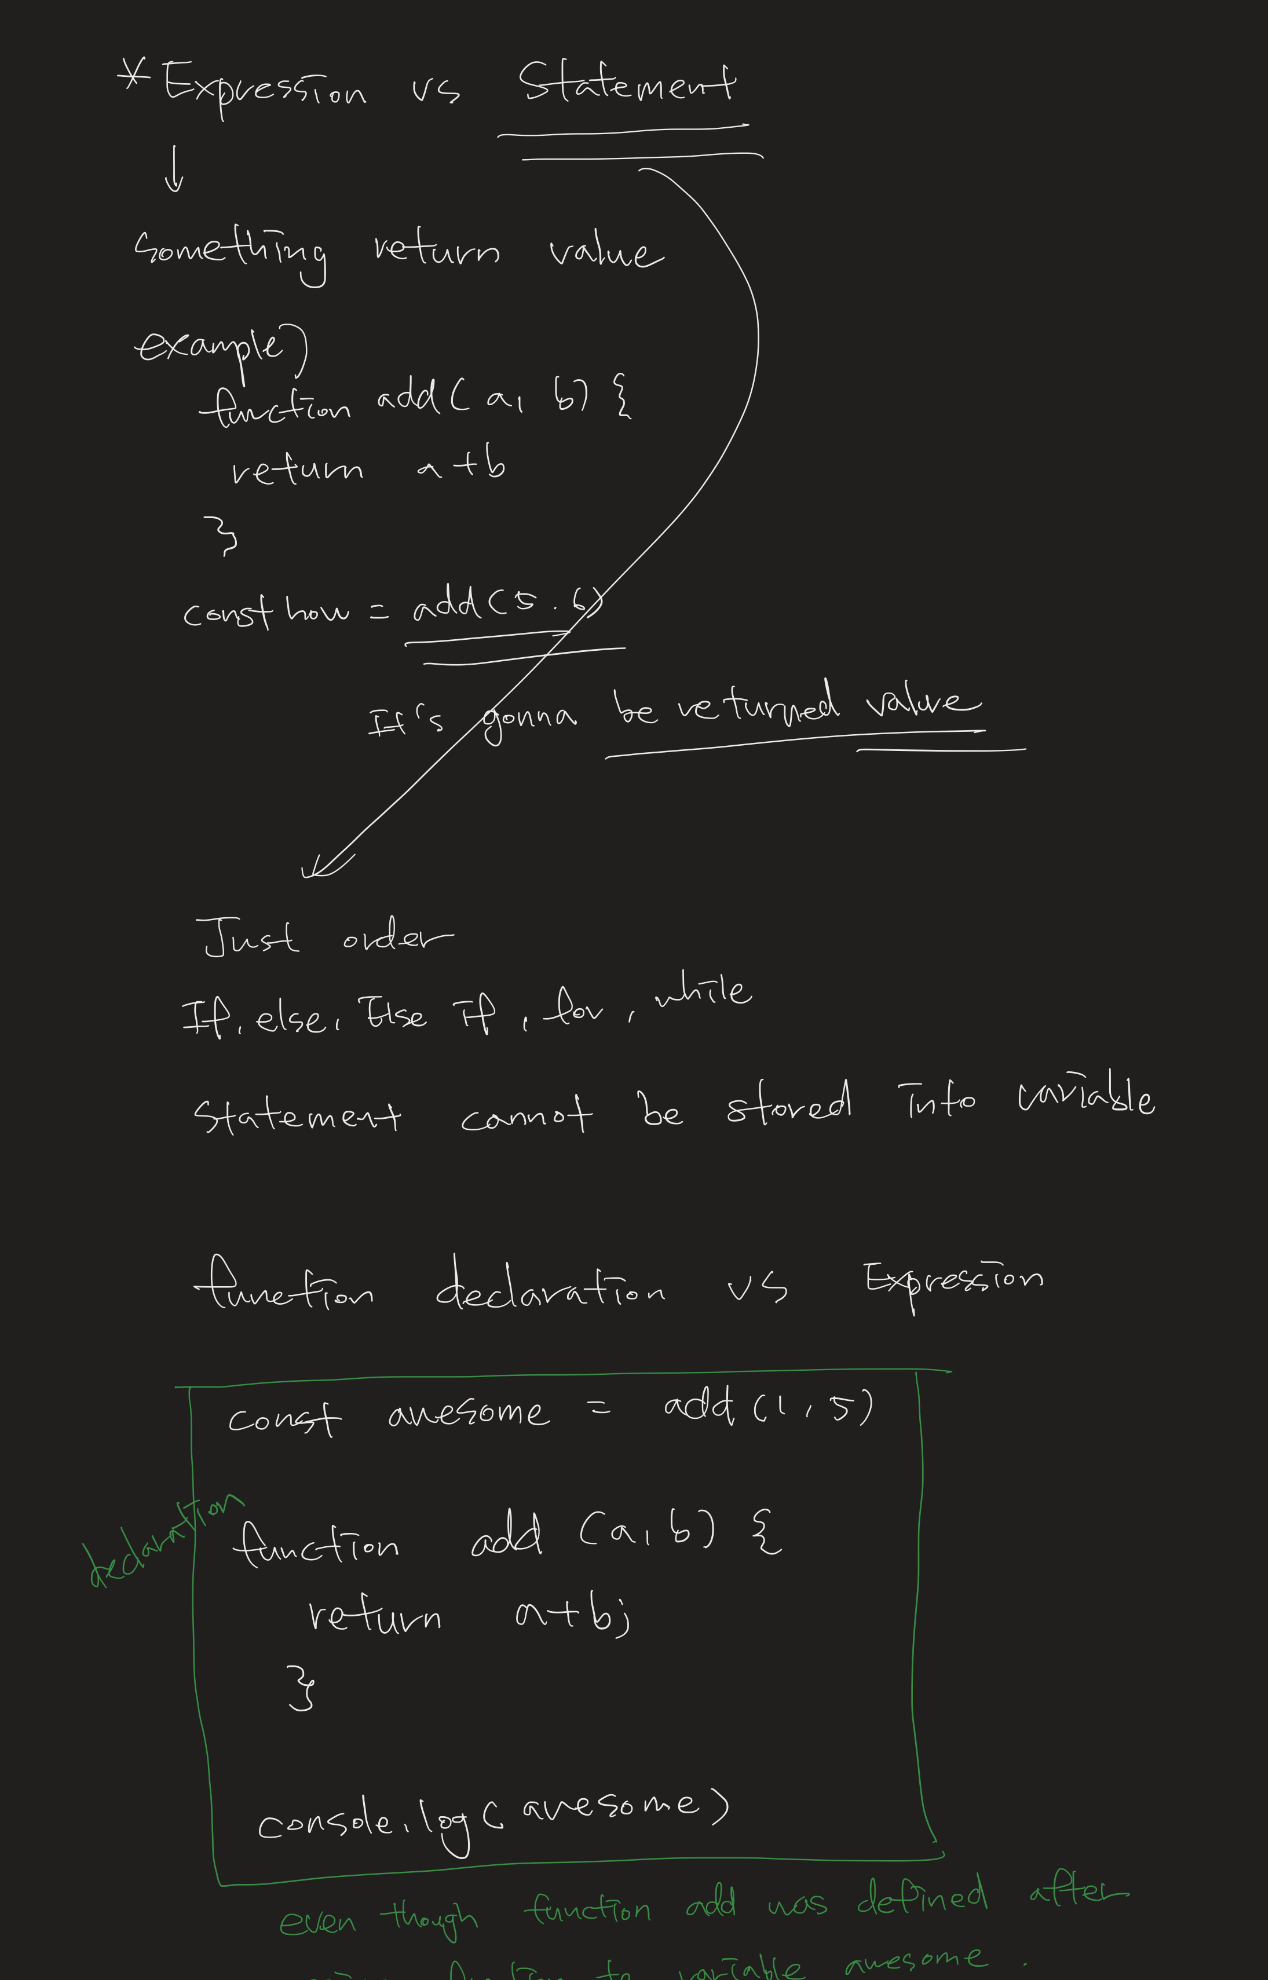 * Expression vs Statement
↓
something return value
example)
function add(a, b) {
return a+b
}
const how = add(5.6)
It's gonna be returned value
Just order
If, else, Else if, for, while
statement cannot be stored into variable
function declaration vs Expression
const awesome = add(1,5)
declaration
function add (a, b) {
return a+b;
}
console.log(awesome)
even though function add was defined after
function to variable awesome.